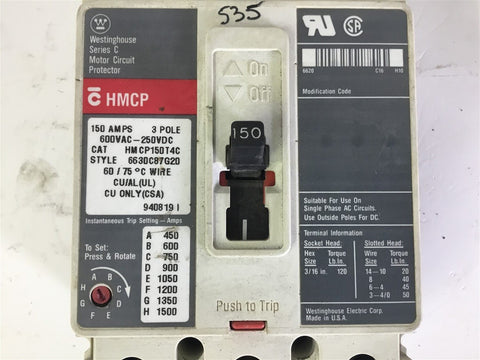 535
Westinghouse
Series C
Motor Circuit
Protector
HMCP
150 AMPS 3 POLE
600VAC-250VDC
CAT HMCP150T4C
STYLE 6630C87G20
60 / 75 °C WIRE
CU/AL(UL)
CU ONLY(CSA)
940819 I
Instantaneous Trip Setting - Amps
To Set:
Press & Rotate
A 450
B 600
C 750
D 900
E 1050
F 1200
G 1350
H 1500
A B C D E F G H
On
Off
150
Push to Trip
6620 C16 H10
Modification Code
Suitable For Use On
Single Phase AC Circuits.
Use Outside Poles For DC.
Terminal Information
Socket Head: Slotted Head:
Hex Torque Wire Torque
Size Lb.In. Size Lb.In.
3/16 in. 120 14-10 20
8 40
6-4 45
3-4/0 50
Westinghouse Electric Corp.
Made in U.S.A.